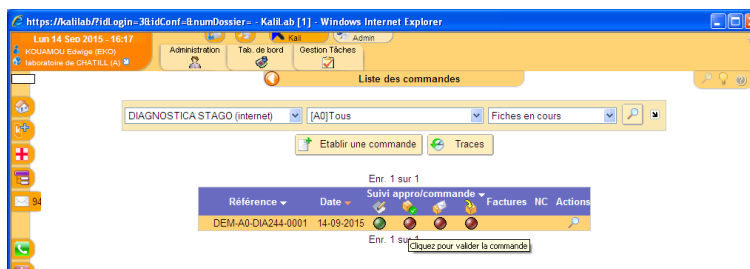 https://kalilab/?idLogin=3&idConf=&numDossier= - KaliLab [1] - Windows Internet Explorer
Lun 14 Sep 2015 - 16:17
Kali
Admin
KOUAMOU Edwige (EKO)
laboratoire de CHATILL (A)
Administration
Tab. de bord
Gestion Tâches
Liste des commandes
DIAGNOSTICA STAGO (internet)
[A0]Tous
Fiches en cours
Etablir une commande
Traces
Enr. 1 sur 1
Référence
Date
Suivi appro/commande
Factures
NC
Actions
94
DEM-A0-DIA244-0001
14-09-2015
Enr. 1 sur 1
Cliquez pour valider la commande